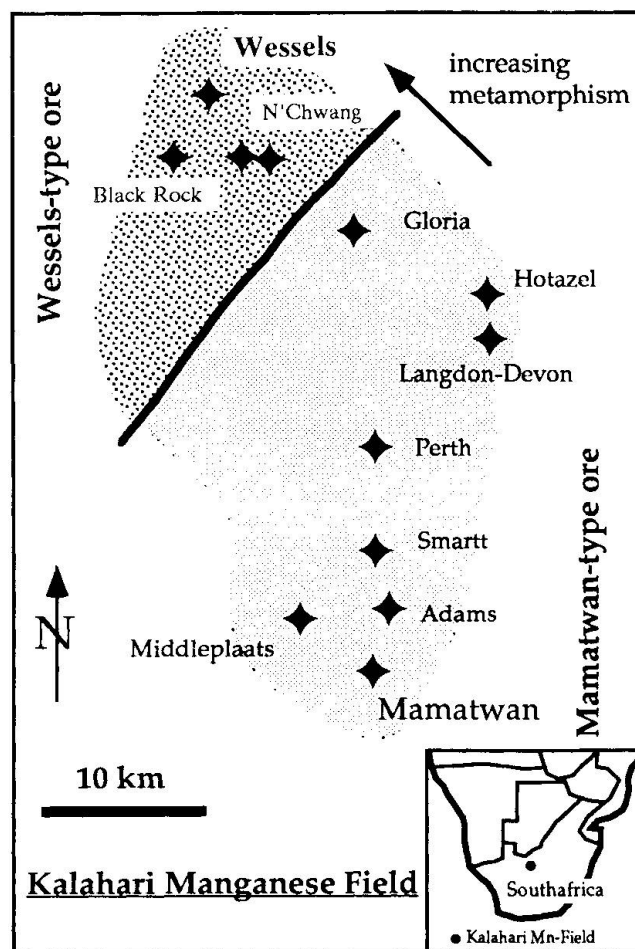 Wessels
increasing
metamorphism
N'Chwang
Black Rock
Wessels-type ore
Gloria
Hotazel
Langdon-Devon
Perth
Smartt
Adams
Middleplaats
Mamatwan
Mamatwan-type ore
N
10 km
Kalahari Manganese Field
Southafrica
Kalahari Mn-Field